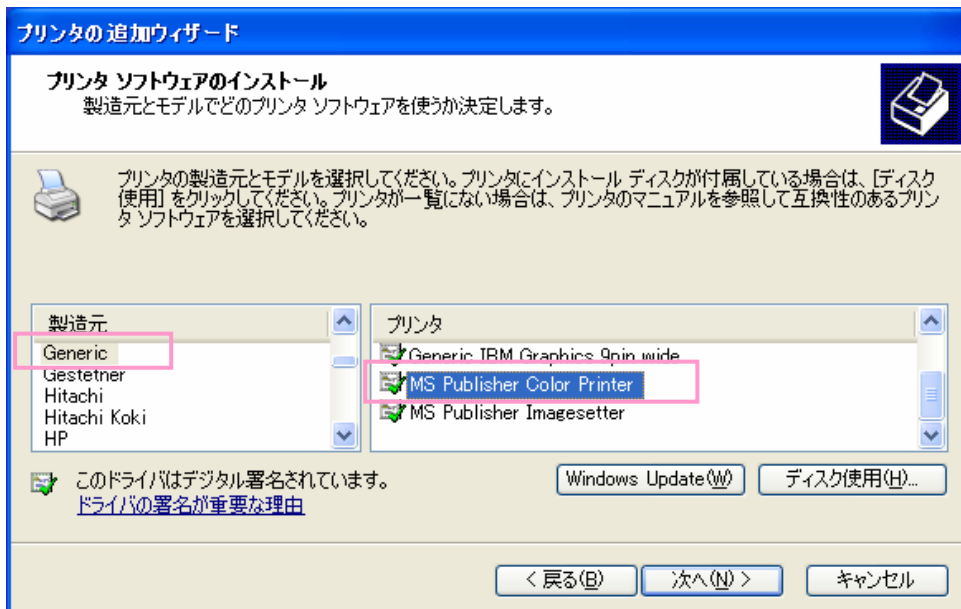 プリンタの追加ウィザード
プリンタ ソフトウェアのインストール
製造元とモデルでどのプリンタ ソフトウェアを使うか決定します。
プリンタの製造元とモデルを選択してください。プリンタにインストール ディスクが付属している場合は、[ディスク
使用] をクリックしてください。プリンタが一覧にない場合は、プリンタのマニュアルを参照して互換性のあるプリン
タ ソフトウェアを選択してください。
製造元
Generic
Gestetner
Hitachi
Hitachi Koki
HP
プリンタ
Generic IBM Graphics 9pin wide
MS Publisher Color Printer
MS Publisher Imagesetter
このドライバはデジタル署名されています。
ドライバの署名が重要な理由
Windows Update(W)
ディスク使用(H)...
< 戻る(B)
次へ(N) >
キャンセル